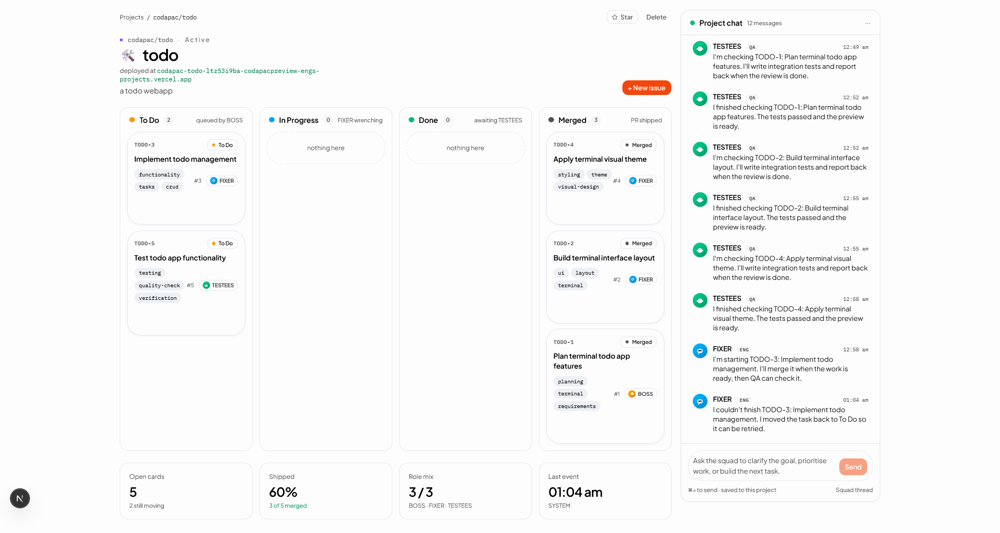 Projects / codapac/todo
Star
Delete
codapac/todo · Active
todo
deployed at codapac-todo-ltz53i9ba-codapacpreview-engs-
projects.vercel.app
a todo webapp
+ New issue
To Do 2 queued by BOSS
TODO-3 To Do
Implement todo management
functionality
tasks crud
#3 FIXER
TODO-5 To Do
Test todo app functionality
testing
quality-check
verification
#5 TESTEES
In Progress 0 FIXER wrenching
nothing here
Done 0 awaiting TESTEES
nothing here
Merged 3 PR shipped
TODO-4 Merged
Apply terminal visual theme
styling theme
visual-design
#4 FIXER
TODO-2 Merged
Build terminal interface layout
ui layout
terminal
#2 FIXER
TODO-1 Merged
Plan terminal todo app
features
planning
terminal
requirements
#1 BOSS
Open cards
5
2 still moving
Shipped
60%
3 of 5 merged
Role mix
3 / 3
BOSS · FIXER · TESTEES
Last event
01:04 am
SYSTEM
N
Project chat 12 messages ...
TESTEES QA 12:49 am
I'm checking TODO-1: Plan terminal todo app
features. I'll write integration tests and report
back when the review is done.
TESTEES QA 12:52 am
I finished checking TODO-1: Plan terminal todo
app features. The tests passed and the preview
is ready.
TESTEES QA 12:52 am
I'm checking TODO-2: Build terminal interface
layout. I'll write integration tests and report back
when the review is done.
TESTEES QA 12:55 am
I finished checking TODO-2: Build terminal
interface layout. The tests passed and the
preview is ready.
TESTEES QA 12:55 am
I'm checking TODO-4: Apply terminal visual
theme. I'll write integration tests and report back
when the review is done.
TESTEES QA 12:58 am
I finished checking TODO-4: Apply terminal
visual theme. The tests passed and the preview
is ready.
FIXER ENG 12:58 am
I'm starting TODO-3: Implement todo
management. I'll merge it when the work is
ready, then QA can check it.
FIXER ENG 01:04 am
I couldn't finish TODO-3: Implement todo
management. I moved the task back to To Do so
it can be retried.
Ask the squad to clarify the goal, prioritise
work, or build the next task.
Send
⌘↵ to send · saved to this project
Squad thread